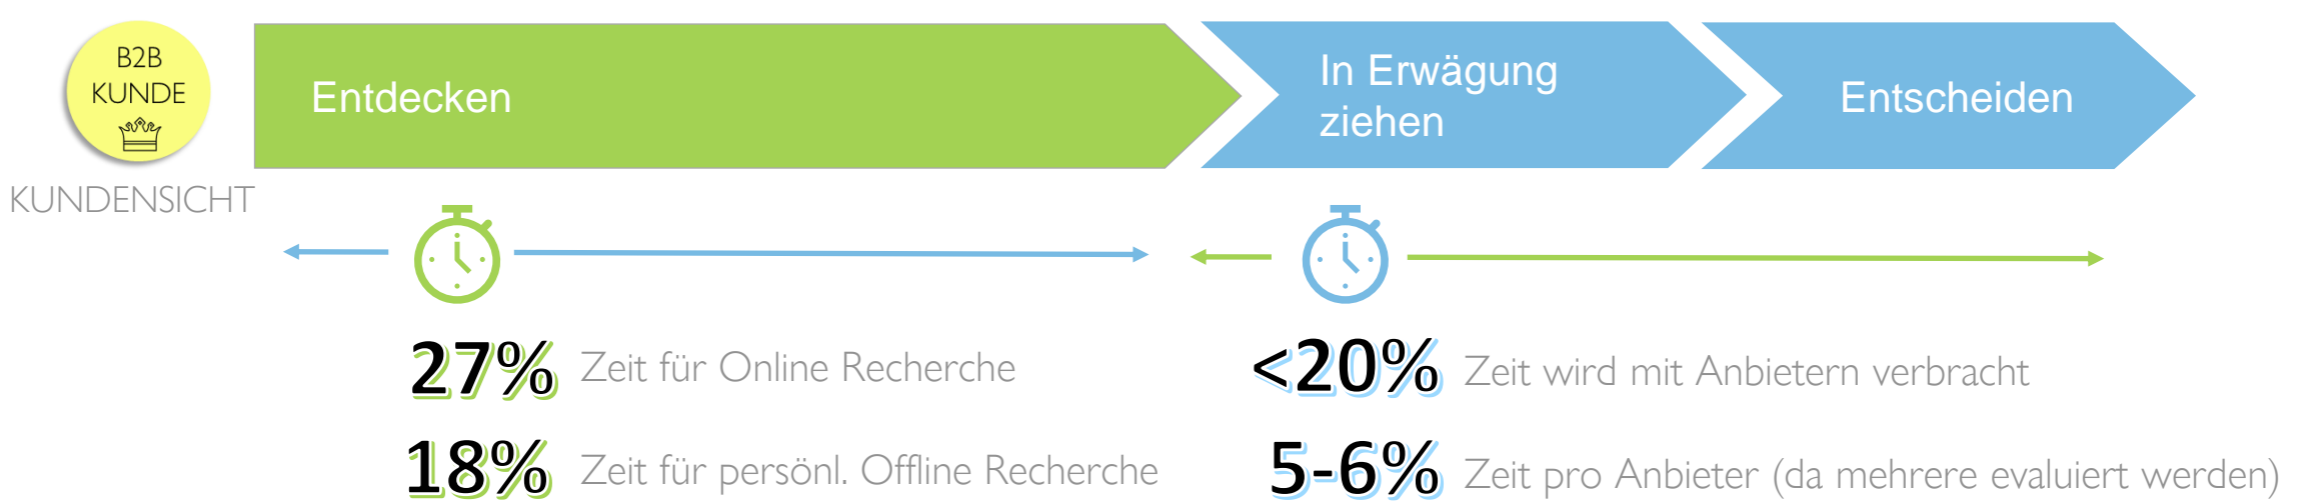 B2B
KUNDE
KUNDENSICHT
Entdecken
In Erwägung
ziehen
Entscheiden
27% Zeit für Online Recherche
18% Zeit für persönl. Offline Recherche
<20% Zeit wird mit Anbietern verbracht
5-6% Zeit pro Anbieter (da mehrere evaluiert werden)